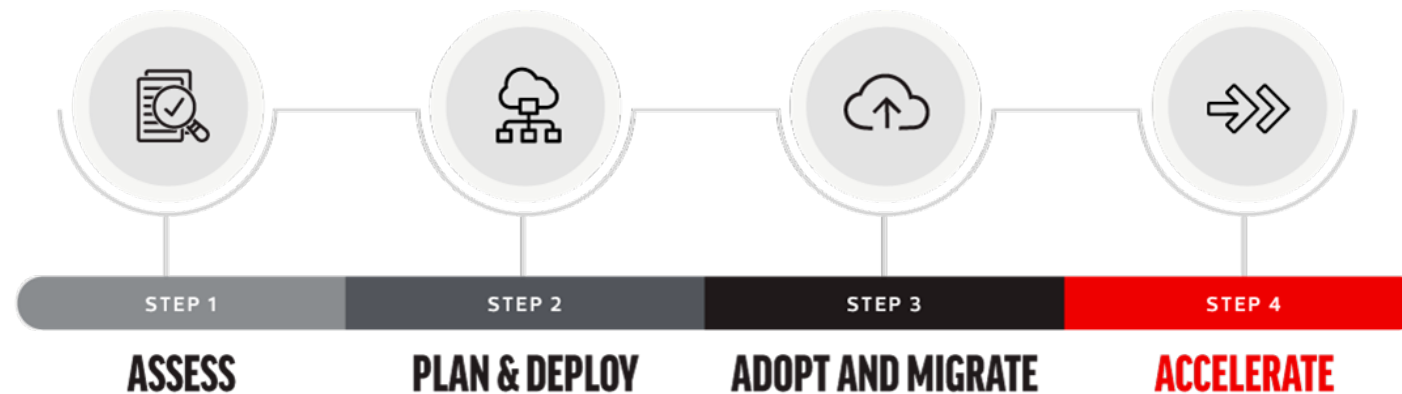 STEP 1
STEP 2
STEP 3
STEP 4
ASSESS
PLAN & DEPLOY
ADOPT AND MIGRATE
ACCELERATE